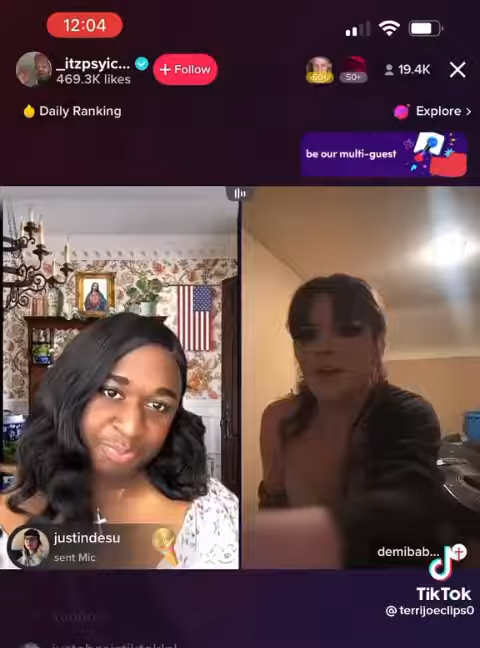 12:04
_itzpsyic...
469.3K likes
+ Follow
50+
50+
19.4K
Daily Ranking
Explore >
be our multi-guest
justindesu
sent Mic
demibab...
TikTok
@terrijoeclips0